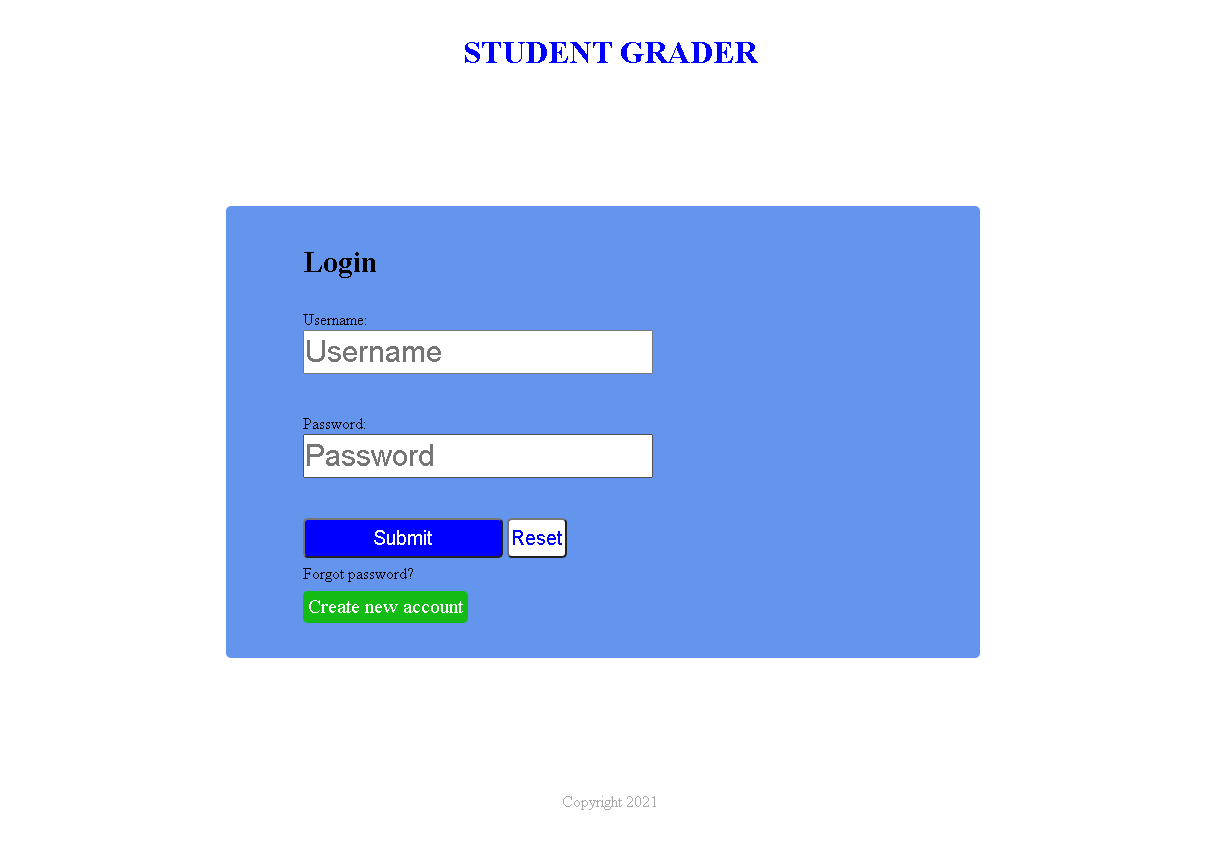 STUDENT GRADER
Login
Username:
Username
Password:
Password
Submit Reset
Forgot password?
Create new account
Copyright 2021